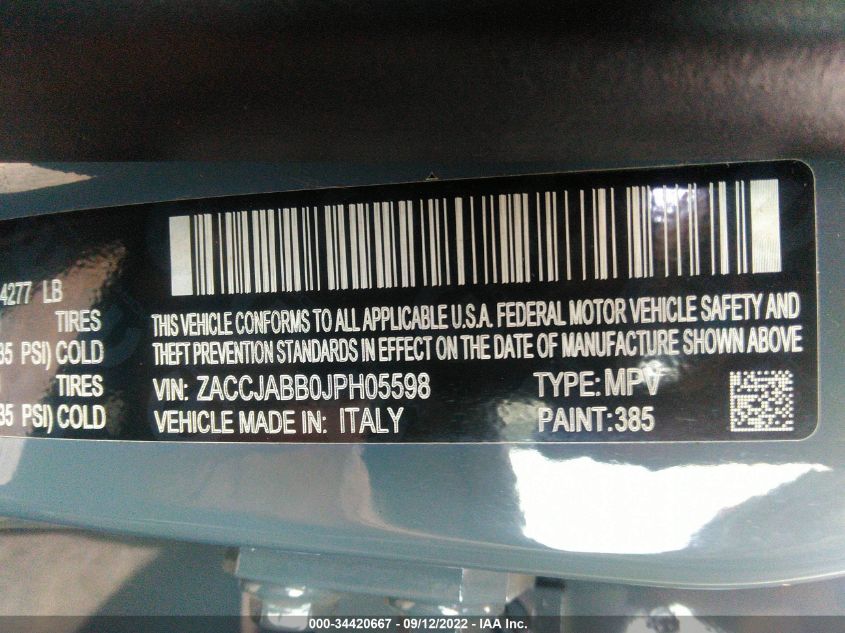 4277 LB
TIRES
35 PSI) COLD
TIRES
35 PSI) COLD
THIS VEHICLE CONFORMS TO ALL APPLICABLE U.S.A. FEDERAL MOTOR VEHICLE SAFETY AND
THEFT PREVENTION STANDARDS IN EFFECT ON THE DATE OF MANUFACTURE SHOWN ABOVE
VIN: ZACCJABB0JPH05598 TYPE: MPV
VEHICLE MADE IN: ITALY PAINT:385
000-34420667 - 09/12/2022 - IAA Inc.